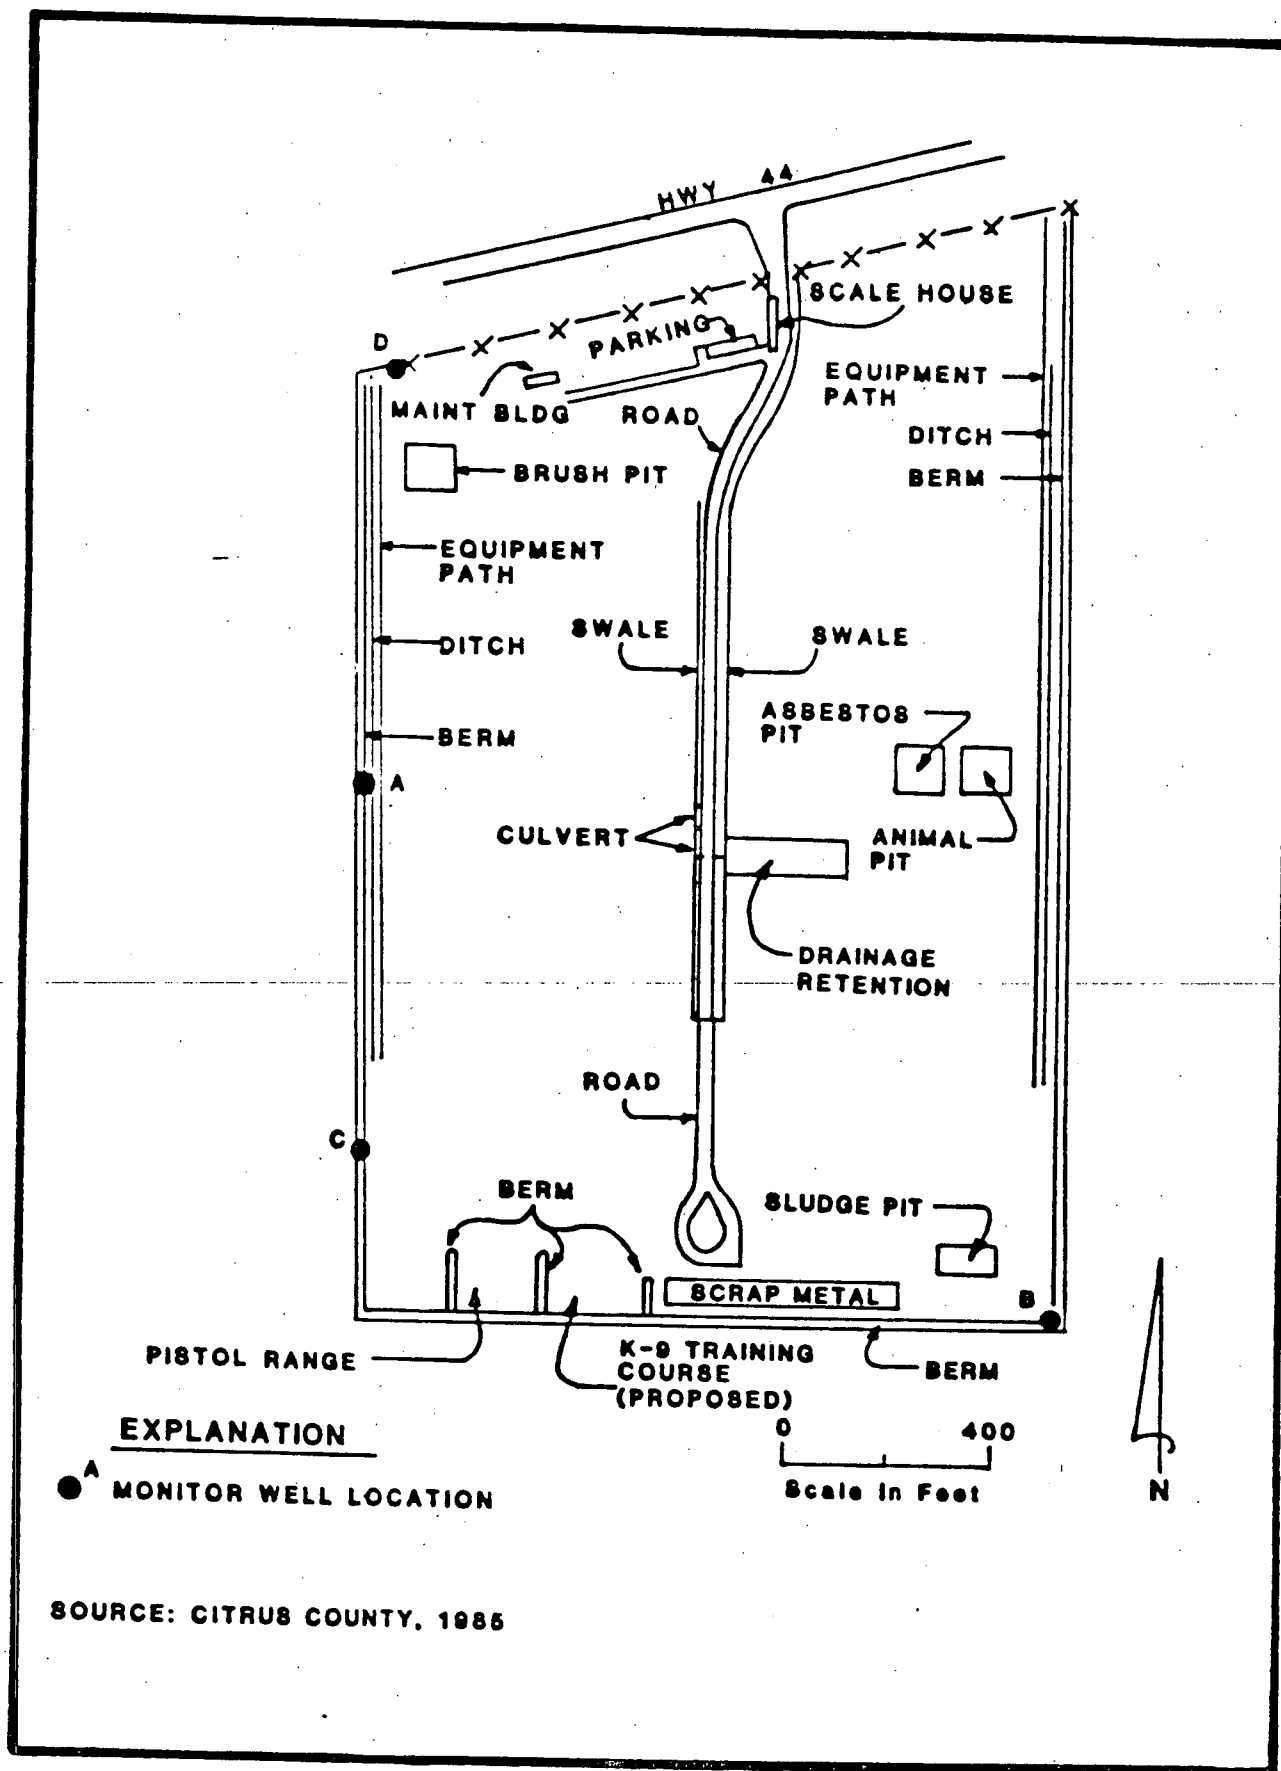 HWY 44
SCALE HOUSE
PARKING
D
EQUIPMENT
PATH
MAINT BLDG
ROAD
DITCH
BRUSH PIT
BERM
EQUIPMENT
PATH
SWALE
SWALE
DITCH
ASBESTOS
PIT
BERM
A
CULVERT
ANIMAL
PIT
DRAINAGE
RETENTION
ROAD
C
BERM
SLUDGE PIT
SCRAP METAL
B
PISTOL RANGE
K-9 TRAINING
COURSE
(PROPOSED)
BERM
EXPLANATION
0 400
Scale in Feet
N
A
MONITOR WELL LOCATION
SOURCE: CITRUS COUNTY, 1985